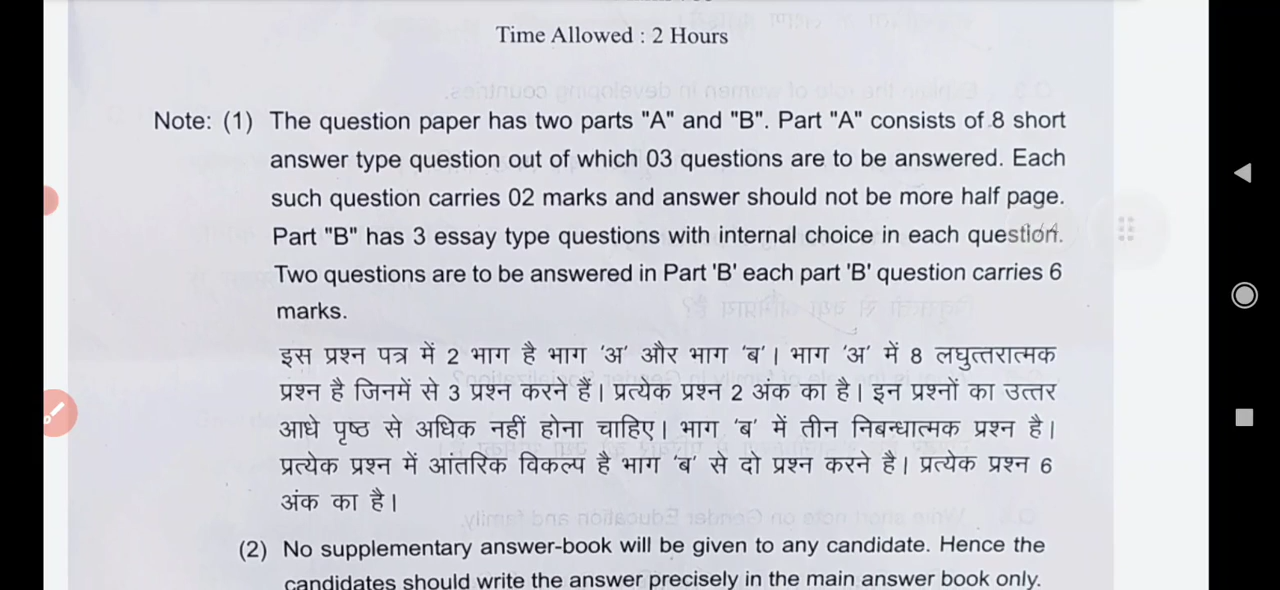 Time Allowed : 2 Hours
Note: (1) The question paper has two parts "A" and "B". Part "A" consists of 8 short
answer type question out of which 03 questions are to be answered. Each
such question carries 02 marks and answer should not be more half page.
Part "B" has 3 essay type questions with internal choice in each question.
Two questions are to be answered in Part 'B' each part 'B' question carries 6
marks.
इस प्रश्न पत्र में 2 भाग है भाग 'अ' और भाग 'ब'। भाग 'अ' में 8 लघुत्तरात्मक
प्रश्न है जिनमें से 3 प्रश्न करने हैं। प्रत्येक प्रश्न 2 अंक का है। इन प्रश्नों का उत्तर
आधे पृष्ठ से अधिक नहीं होना चाहिए। भाग 'ब' में तीन निबन्धात्मक प्रश्न है।
प्रत्येक प्रश्न में आंतरिक विकल्प है भाग 'ब' से दो प्रश्न करने है। प्रत्येक प्रश्न 6
अंक का है।
(2) No supplementary answer-book will be given to any candidate. Hence the
candidates should write the answer precisely in the main answer book only.